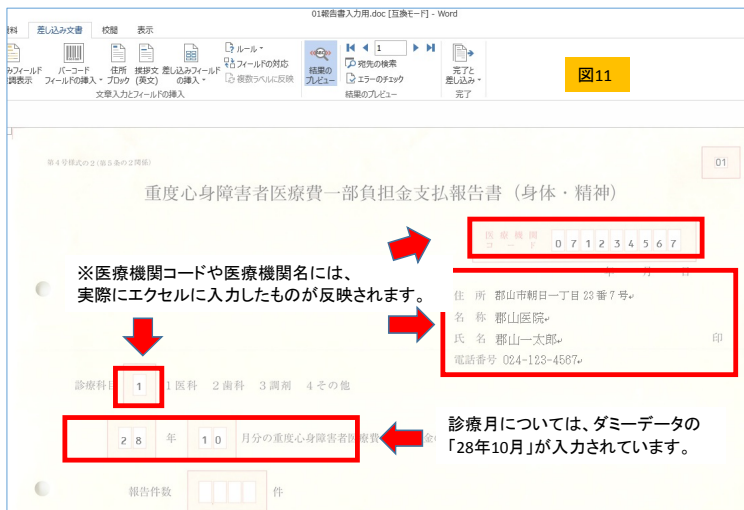 01報告書入力用.doc [互換モード] - Word
差し込み文書 校閲 表示
バーコード 住所 挨拶文 差し込みフィールド
フィールドの挿入 ブロック (英文) の挿入
ルール
フィールドの対応
複数ラベルに反映
文章入力とフィールドの挿入
結果の
プレビュー
1
宛先の検索
エラーのチェック
結果のプレビュー
完了と
差し込み
完了
図11
第4号様式の2(第5条の2関係)
01
重度心身障害者医療費一部負担金支払報告書(身体・精神)
医療機関
コード
0 7 1 2 3 4 5 6 7
※医療機関コードや医療機関名には、
実際にエクセルに入力したものが反映されます。
年 月
住 所 郡山市朝日一丁目23番7号
名 称 郡山医院
氏 名 郡山一太郎 印
電話番号 024-123-4567
1 1医科 2歯科 3調剤 4その他
28 年 10 月分の重度心身障害者医療費
診療月については、ダミーデータの
「28年10月」が入力されています。
報告件数 件